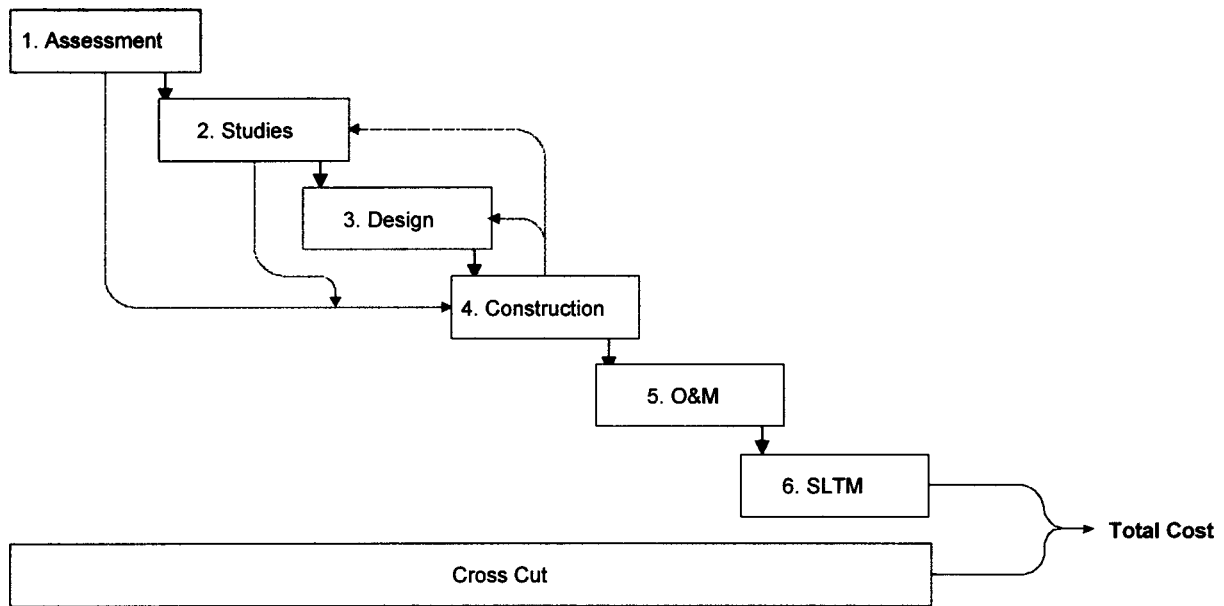 1. Assessment
2. Studies
3. Design
4. Construction
5. O&M
6. SLTM
Total Cost
Cross Cut